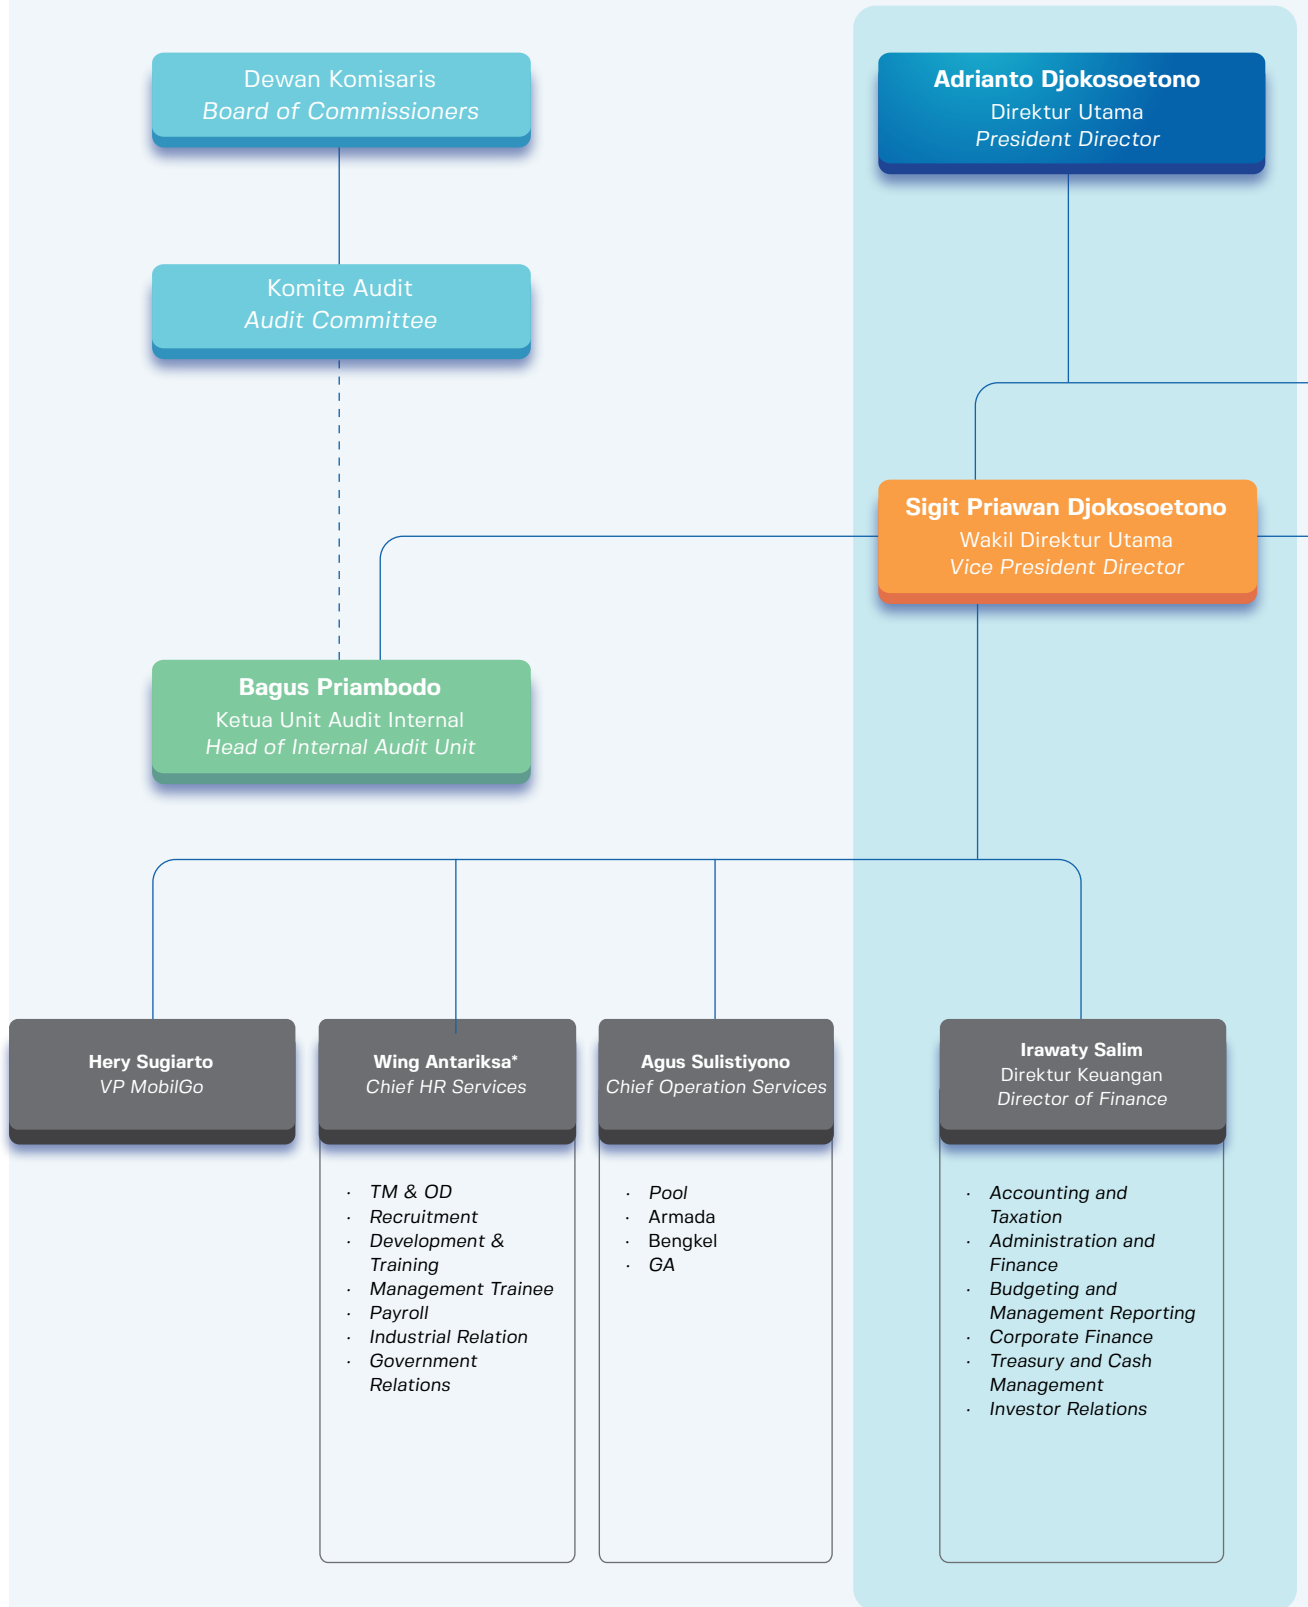 Dewan Komisaris
Board of Commissioners
Adrianto Djokosoetono
Direktur Utama
President Director
Komite Audit
Audit Committee
Sigit Priawan Djokosoetono
Wakil Direktur Utama
Vice President Director
Bagus Priambodo
Ketua Unit Audit Internal
Head of Internal Audit Unit
Hery Sugiarto
VP MobilGo
Wing Antariksa*
Chief HR Services
· TM & OD
· Recruitment
· Development &
Training
· Management Trainee
· Payroll
· Industrial Relation
· Government
Relations
Agus Sulistiyono
Chief Operation Services
· Pool
· Armada
· Bengkel
· GA
Irawaty Salim
Direktur Keuangan
Director of Finance
· Accounting and
Taxation
· Administration and
Finance
· Budgeting and
Management Reporting
· Corporate Finance
· Treasury and Cash
Management
· Investor Relations